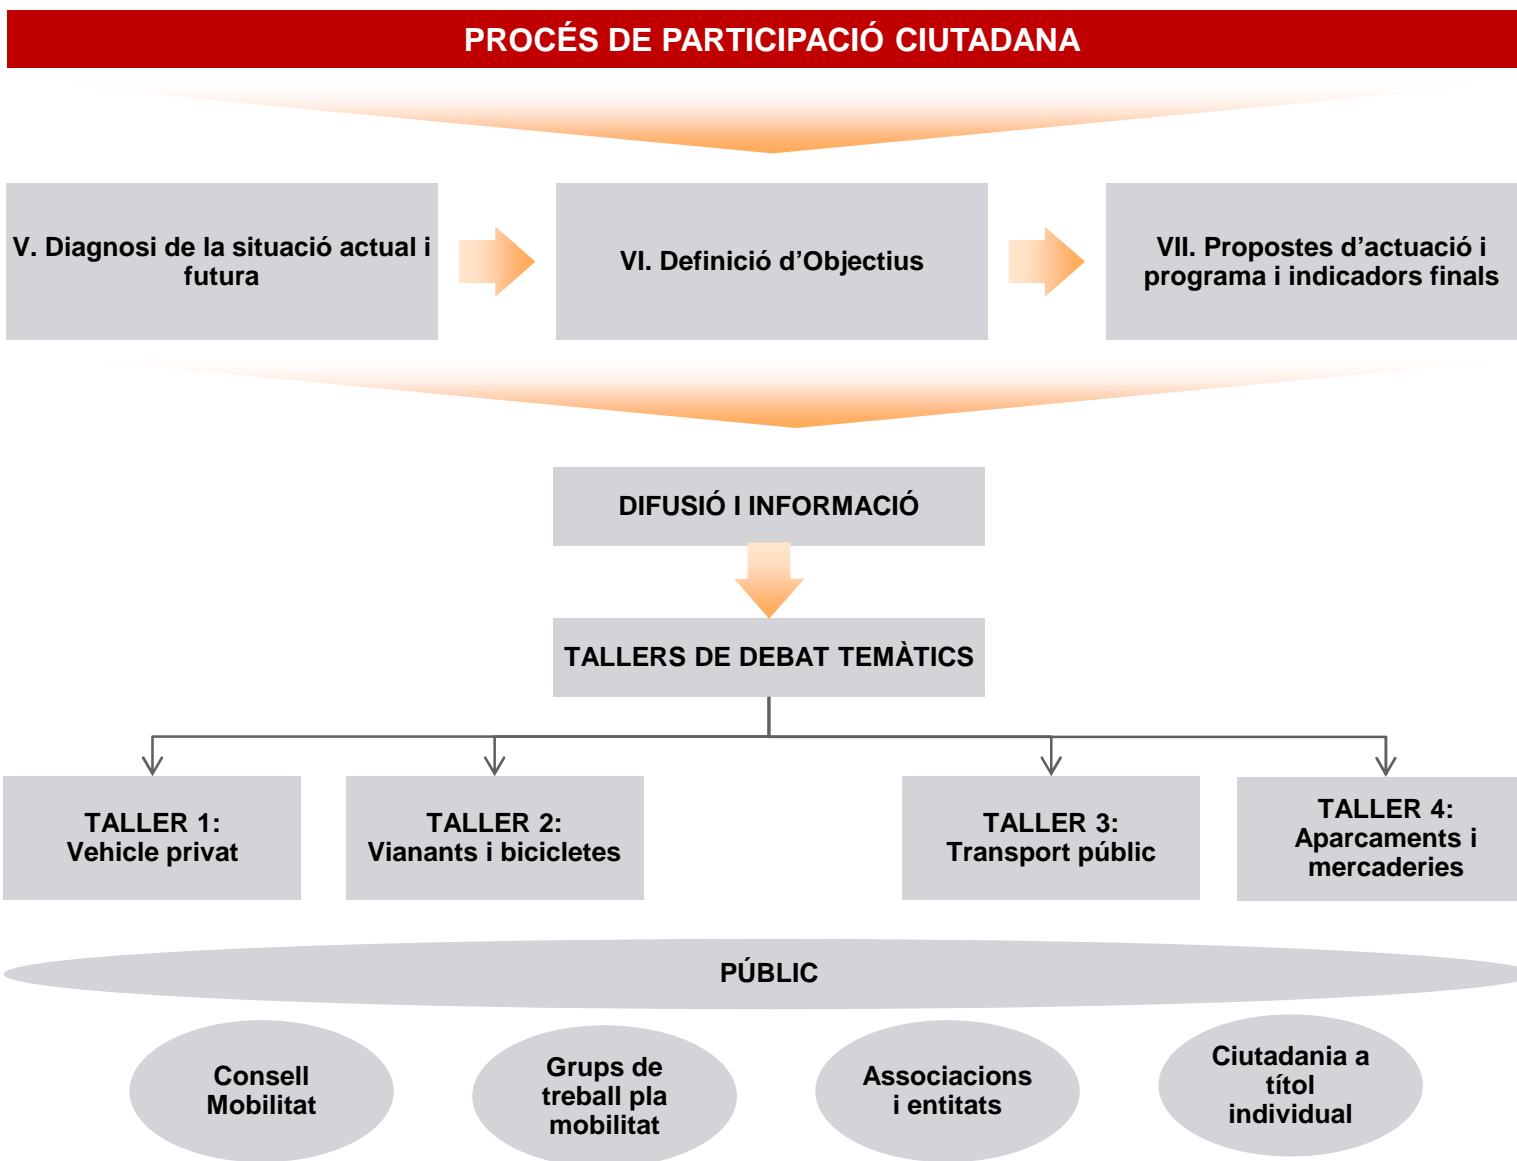 PROCÉS DE PARTICIPACIÓ CIUTADANA
V. Diagnosi de la situació actual i
futura
VI. Definició d’Objectius
VII. Propostes d’actuació i
programa i indicadors finals
DIFUSIÓ I INFORMACIÓ
TALLERS DE DEBAT TEMÀTICS
TALLER 1:
Vehicle privat
TALLER 2:
Vianants i bicicletes
TALLER 3:
Transport públic
TALLER 4:
Aparcaments i
mercaderies
PÚBLIC
Consell
Mobilitat
Grups de
treball pla
mobilitat
Associacions
i entitats
Ciutadania a
títol
individual